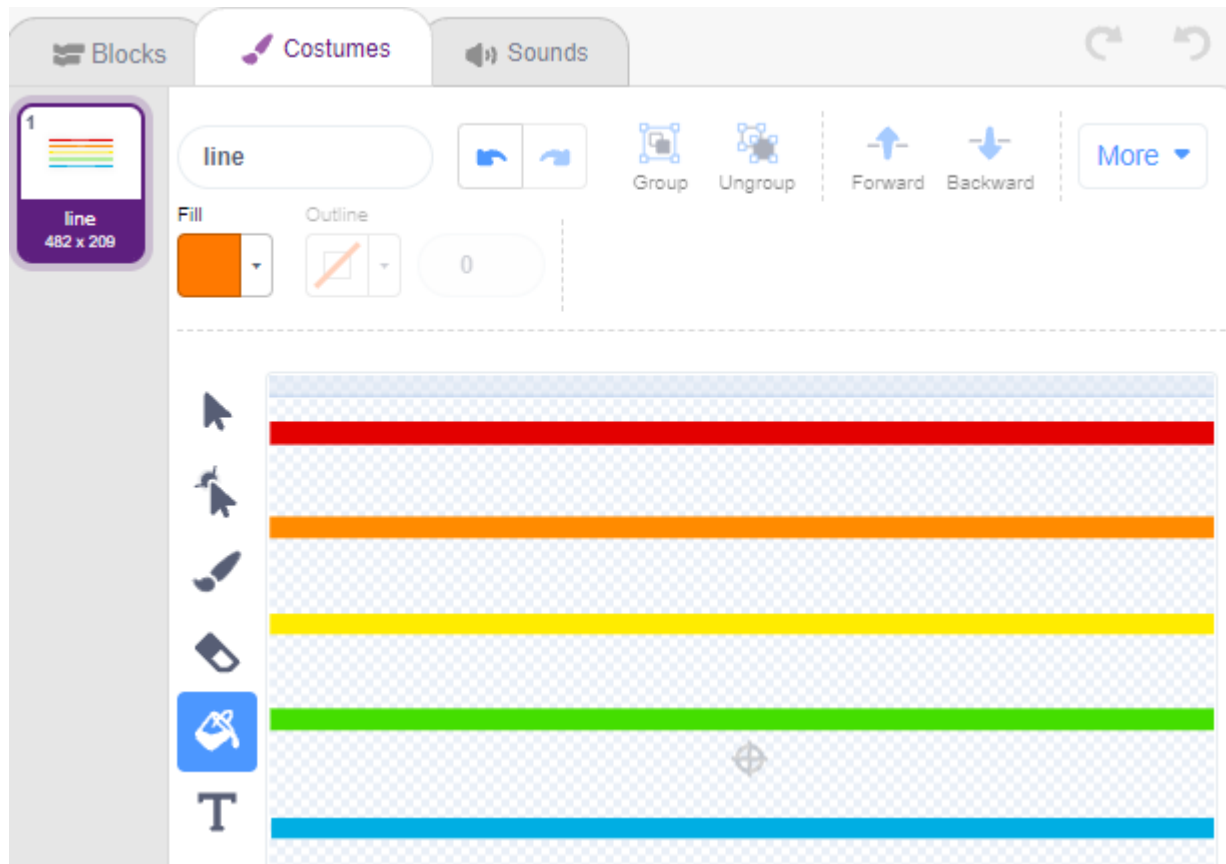 Blocks
Costumes
Sounds
1
line
482 x 209
line
Group
Ungroup
Forward
Backward
More
Fill
Outline
0
T